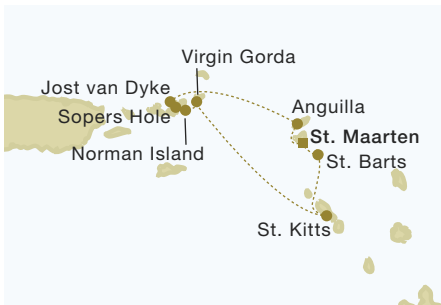 Virgin Gorda
Jost van Dyke
Sopers Hole
Norman Island
Anguilla
St. Maarten
St. Barts
St. Kitts